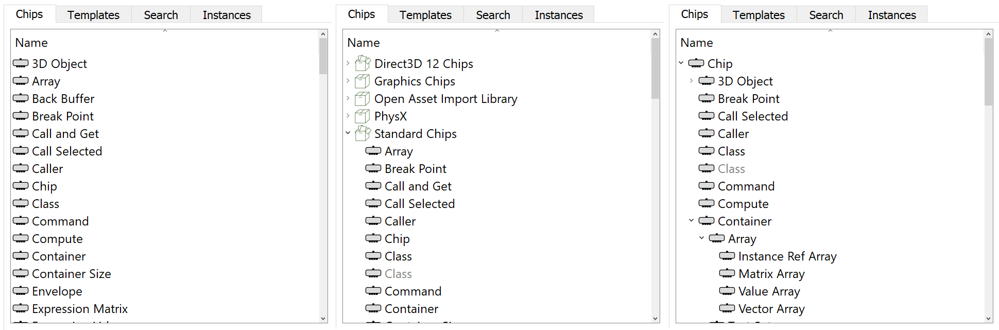 Chips Templates Search Instances
Name
3D Object
Array
Back Buffer
Break Point
Call and Get
Call Selected
Caller
Chip
Class
Command
Compute
Container
Container Size
Envelope
Expression Matrix
Chips Templates Search Instances
Name
Direct3D 12 Chips
Graphics Chips
Open Asset Import Library
PhysX
Standard Chips
Array
Break Point
Call and Get
Call Selected
Caller
Chip
Class
Class
Command
Container
Chips Templates Search Instances
Name
Chip
3D Object
Break Point
Call Selected
Caller
Class
Class
Command
Compute
Container
Array
Instance Ref Array
Matrix Array
Value Array
Vector Array